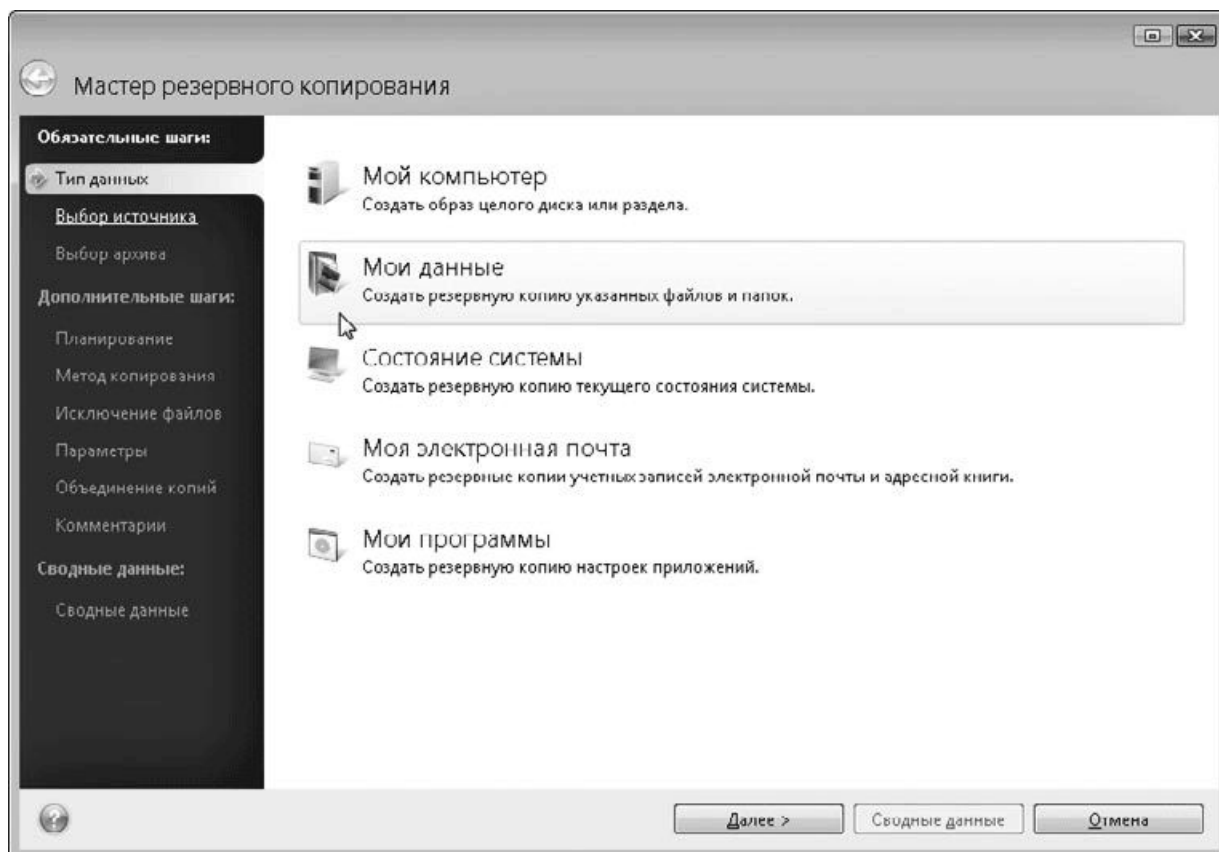 Мастер резервного копирования
Обязательные шаги:
Тип данных
Выбор источника
Выбор архива
Дополнительные шаги:
Планирование
Метод копирования
Исключение файлов
Параметры
Объединение копий
Комментарии
Сводные данные:
Сводные данные
Мой компьютер
Создать образ целого диска или раздела.
Мои данные
Создать резервную копию указанных файлов и папок.
Состояние системы
Создать резервную копию текущего состояния системы.
Моя электронная почта
Создать резервные копии учетных записей электронной почты и адресной книги.
Мои программы
Создать резервную копию настроек приложений.
Далее >
Сводные данные
Отмена